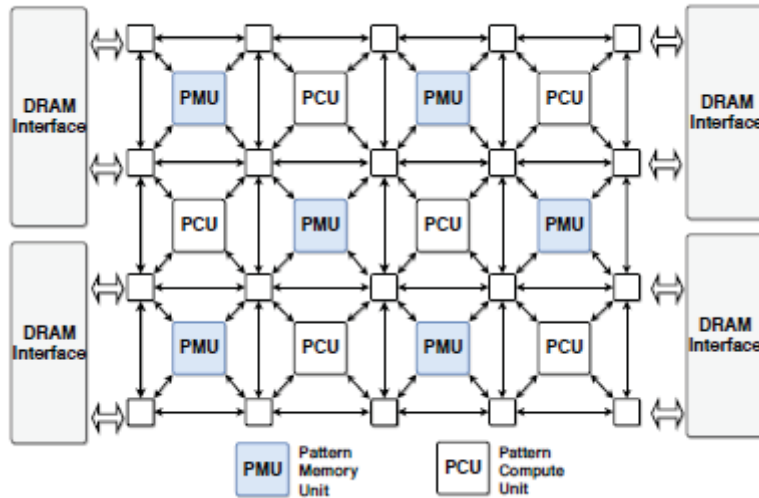 DRAM
Interface
PMU
PCU
PMU
PCU
DRAM
Interface
PCU
PMU
PCU
PMU
DRAM
Interface
PMU
PCU
PMU
PCU
DRAM
Interface
PMU
Pattern
Memory
Unit
PCU
Pattern
Compute
Unit